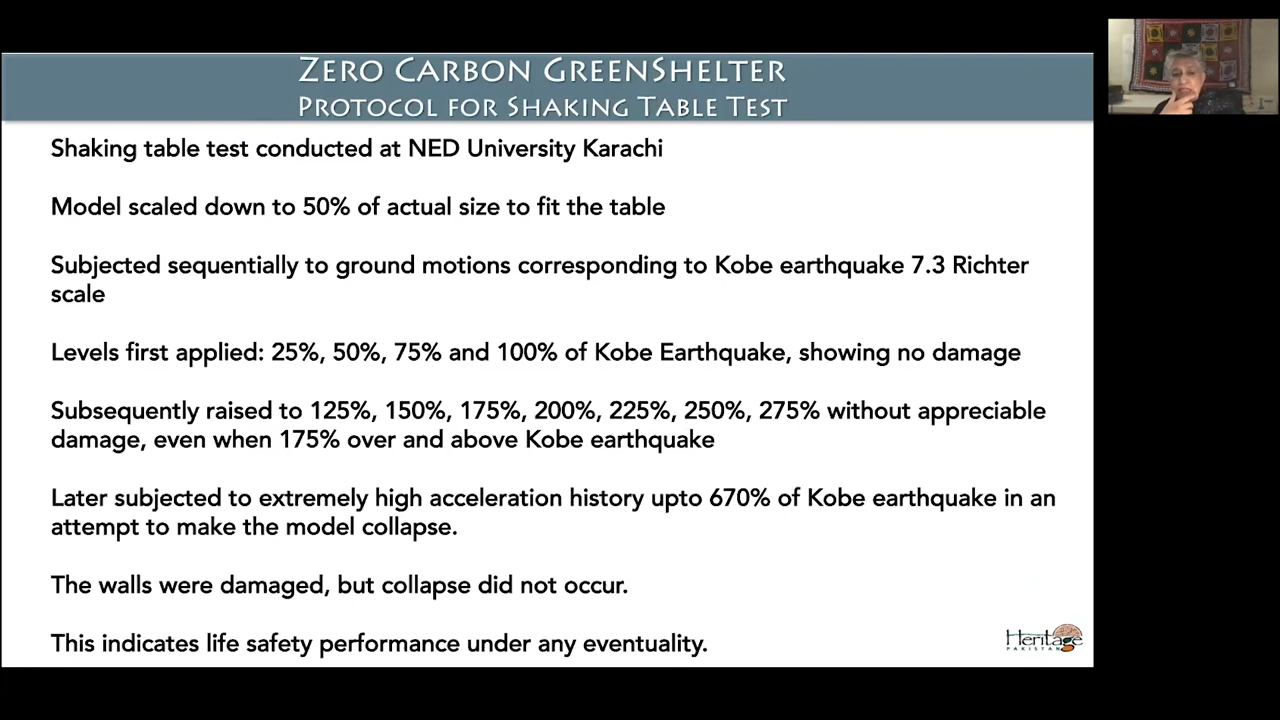 ZERO CARBON GREENSHELTER
PROTOCOL FOR SHAKING TABLE TEST
Shaking table test conducted at NED University Karachi
Model scaled down to 50% of actual size to fit the table
Subjected sequentially to ground motions corresponding to Kobe earthquake 7.3 Richter
scale
Levels first applied: 25%, 50%, 75% and 100% of Kobe Earthquake, showing no damage
Subsequently raised to 125%, 150%, 175%, 200%, 225%, 250%, 275% without appreciable
damage, even when 175% over and above Kobe earthquake
Later subjected to extremely high acceleration history upto 670% of Kobe earthquake in an
attempt to make the model collapse.
The walls were damaged, but collapse did not occur.
This indicates life safety performance under any eventuality.
Heritage
PAKISTAN